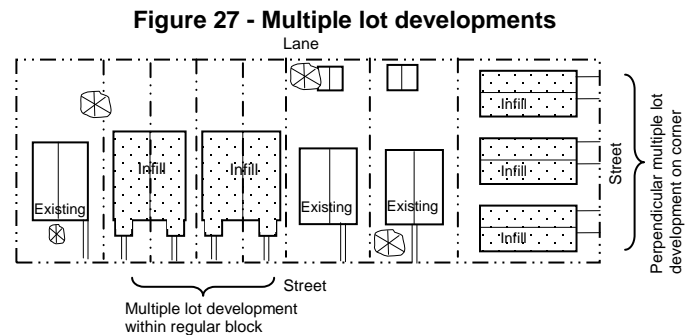 Figure 27 - Multiple lot developments
Lane
Infill
Infill
Infill
Infill
Infill
Existing
Existing
Existing
Street
Perpendicular multiple lot
development on corner
Street
Multiple lot development
within regular block